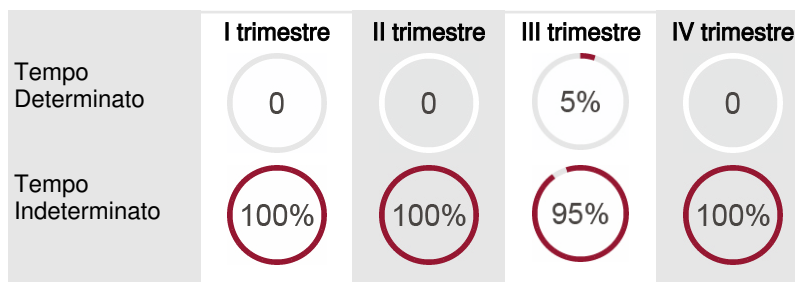 I trimestre II trimestre III trimestre IV trimestre
Tempo
Determinato
0 0 5% 0
Tempo
Indeterminato
100% 100% 95% 100%